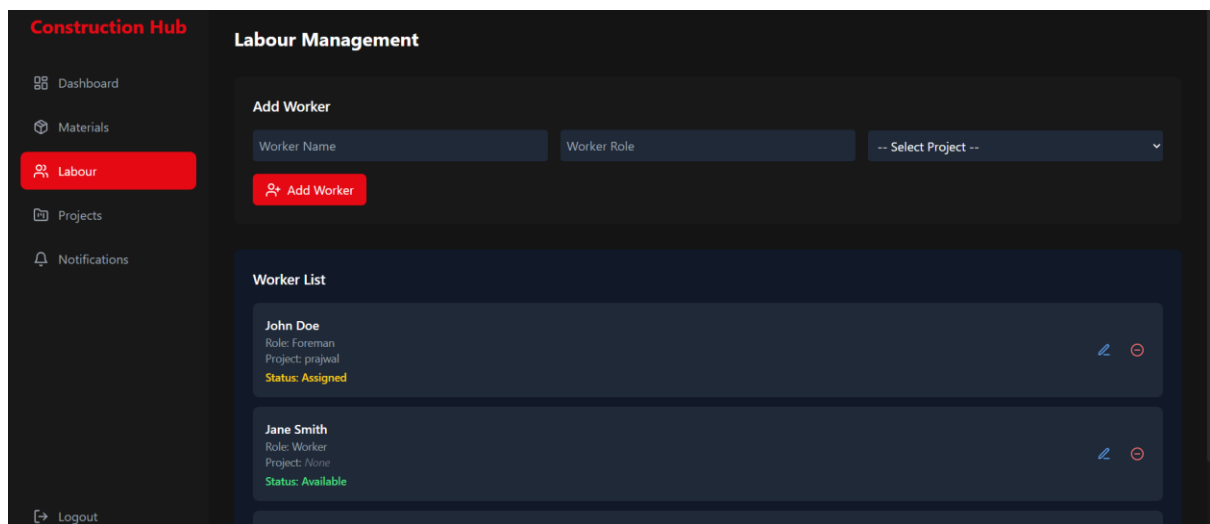 Construction Hub
Dashboard
Materials
Labour
Projects
Notifications
Logout
Labour Management
Add Worker
Worker Name
Worker Role
-- Select Project --
Add Worker
Worker List
John Doe
Role: Foreman
Project: prajwal
Status: Assigned
Jane Smith
Role: Worker
Project: None
Status: Available